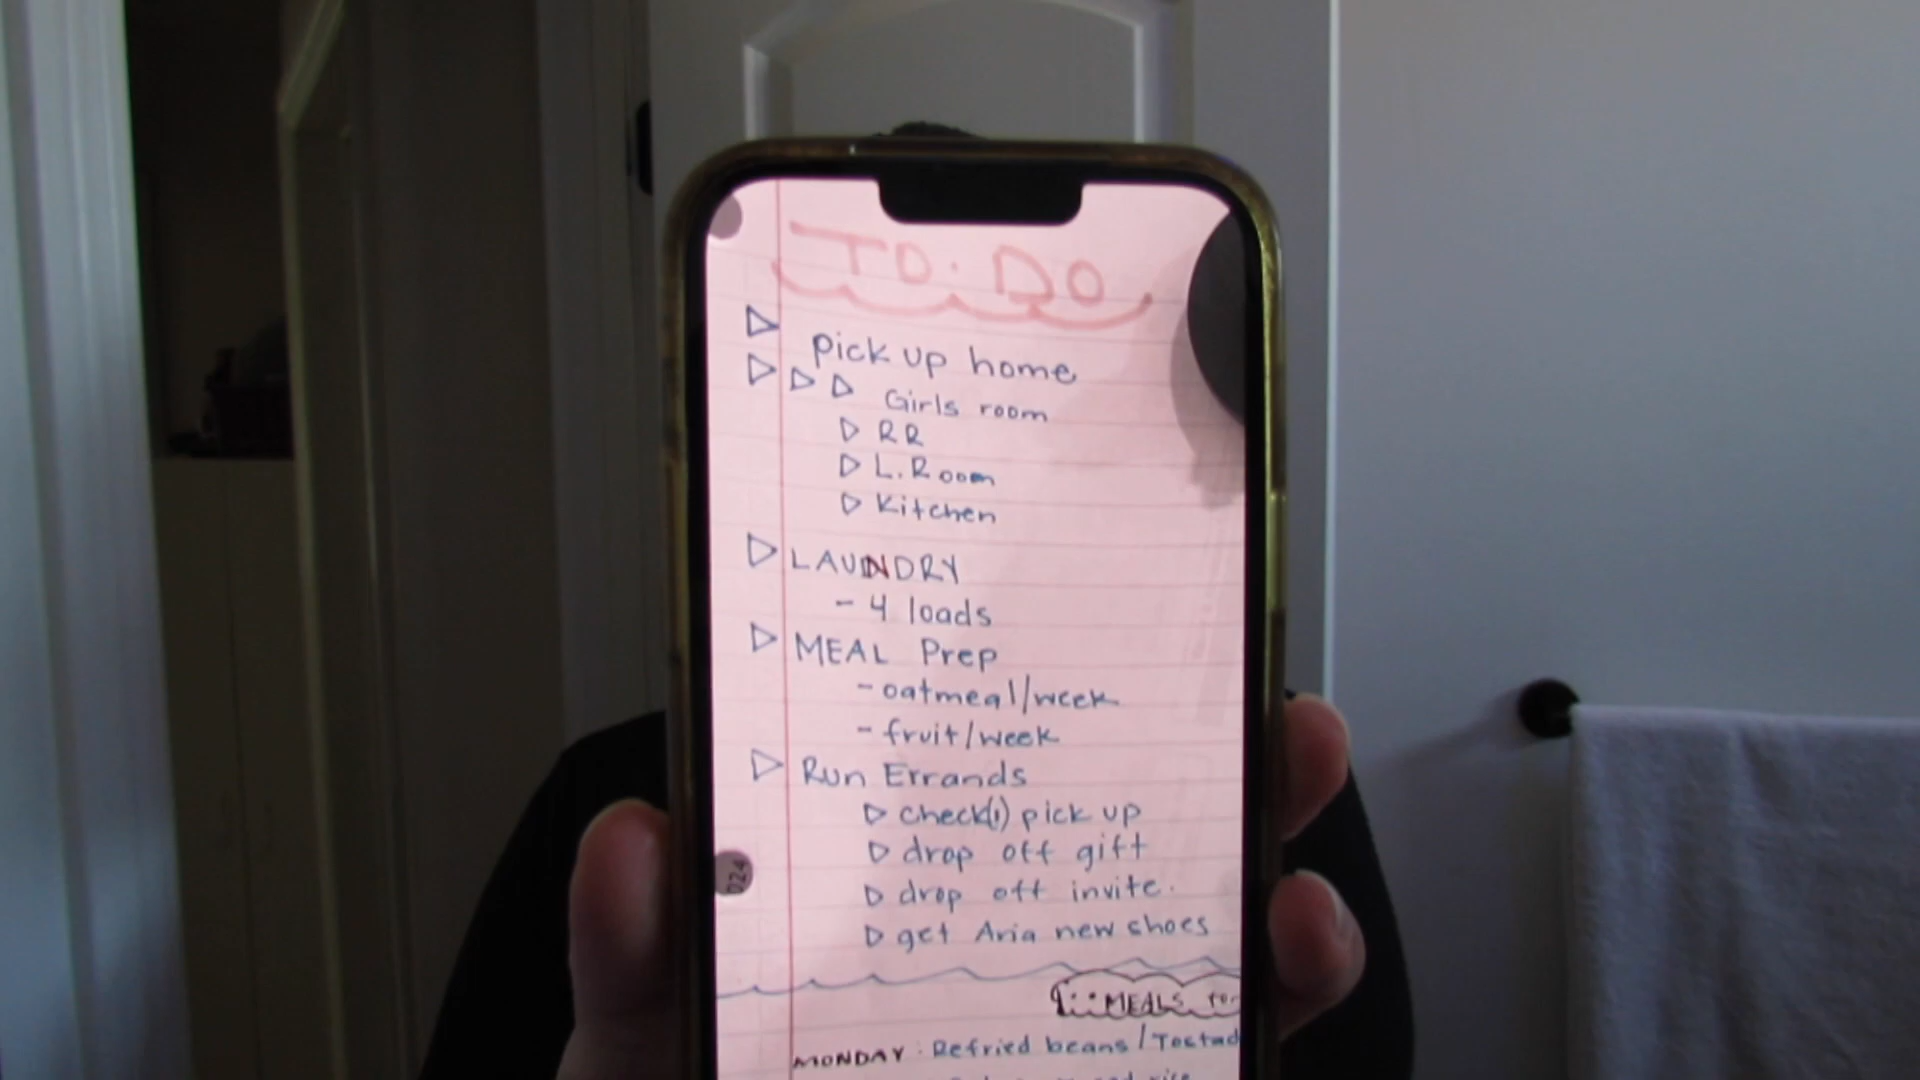 TO·DO
pick up home
Girls room
RR
L.Room
Kitchen
LAUNDRY
- 4 loads
MEAL Prep
- oatmeal/week
- fruit/week
Run Errands
check(1) pick up
drop off gift
drop off invite.
get Aria new shoes
MEALS for
MONDAY: Refried beans/Tostad
rice